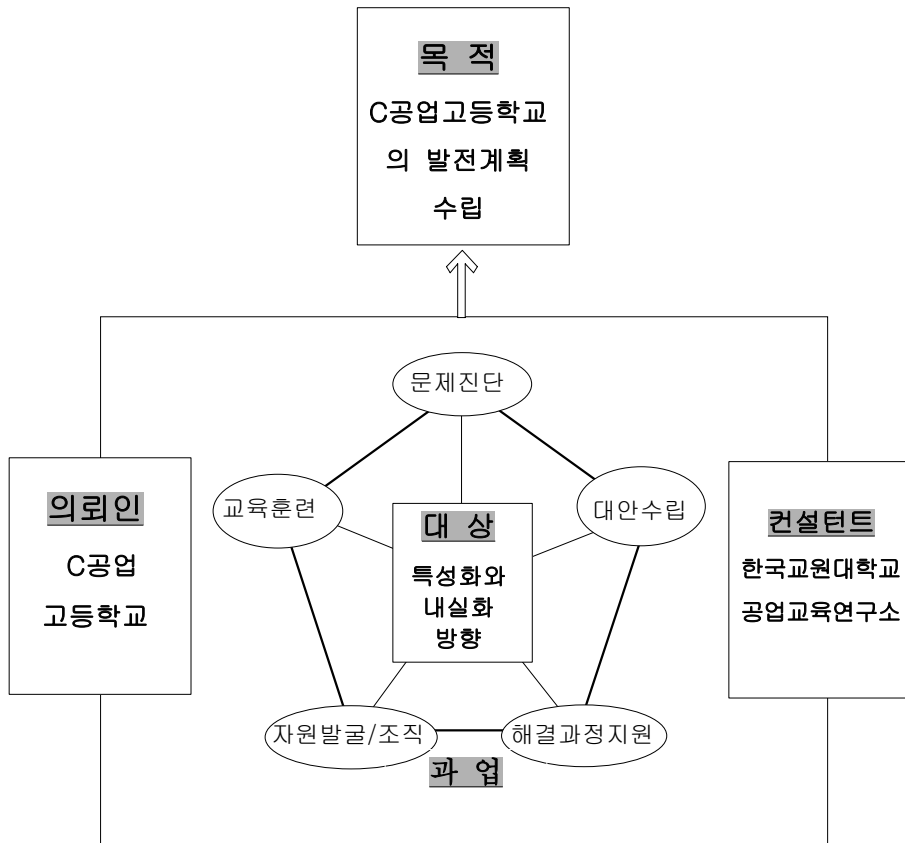 목 적
C공업고등학교
의 발전계획
수립
문제진단
교육훈련
대안수립
의뢰인
C공업
고등학교
대 상
특성화와
내실화
방향
컨설턴트
한국교원대학교
공업교육연구소
자원발굴/조직
해결과정지원
과 업